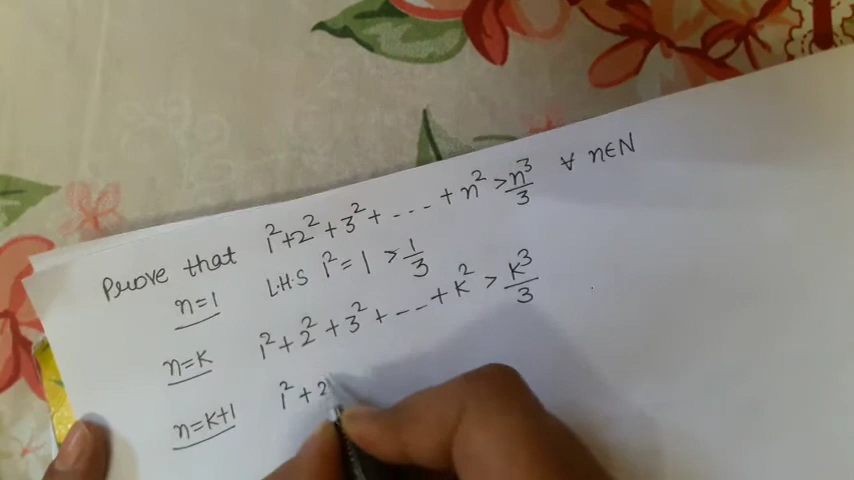 Prove that 1²+2²+3²+----+n² > n³/3 ∀ n∈N
n=1 L.H.S 1²=1 > 1/3
n=k 1²+2²+3²+---+k² > k³/3
n=k+1 1²+2